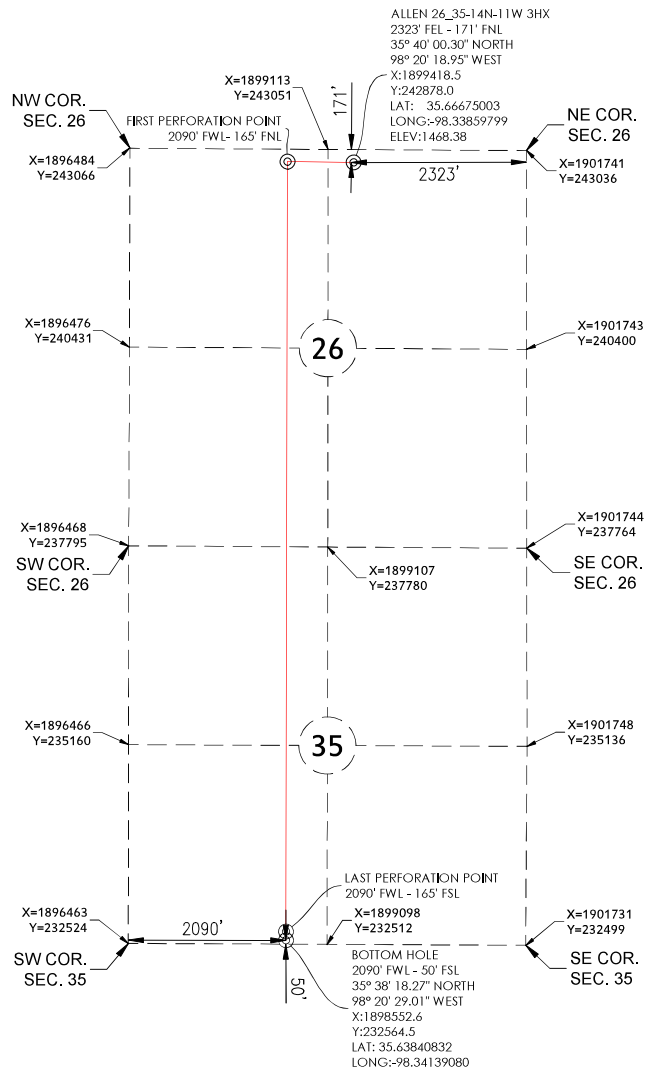 ALLEN 26_35-14N-11W 3HX
2323' FEL - 171' FNL
35° 40' 00.30" NORTH
98° 20' 18.95" WEST
X:1899418.5
Y:242878.0
LAT: 35.66675003
LONG:-98.33859799
ELEV:1468.38
X=1899113
Y=243051
171'
NW COR.
SEC. 26
FIRST PERFORATION POINT
2090' FWL- 165' FNL
NE COR.
SEC. 26
X=1896484
Y=243066
2323'
X=1901741
Y=243036
X=1896476
Y=240431
26
X=1901743
Y=240400
X=1896468
Y=237795
SW COR.
SEC. 26
X=1899107
Y=237780
X=1901744
Y=237764
SE COR.
SEC. 26
X=1896466
Y=235160
35
X=1901748
Y=235136
LAST PERFORATION POINT
2090' FWL - 165' FSL
X=1896463
Y=232524
2090'
X=1899098
Y=232512
X=1901731
Y=232499
SW COR.
SEC. 35
50'
SE COR.
SEC. 35
BOTTOM HOLE
2090' FWL - 50' FSL
35° 38' 18.27" NORTH
98° 20' 29.01" WEST
X:1898552.6
Y:232564.5
LAT: 35.63840832
LONG:-98.34139080